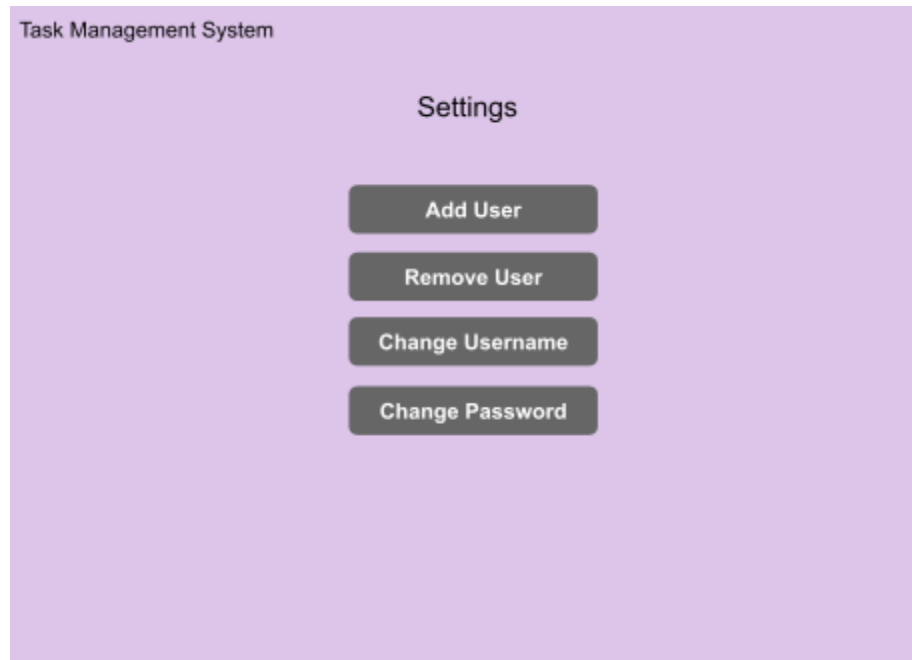 Task Management System
Settings
Add User
Remove User
Change Username
Change Password